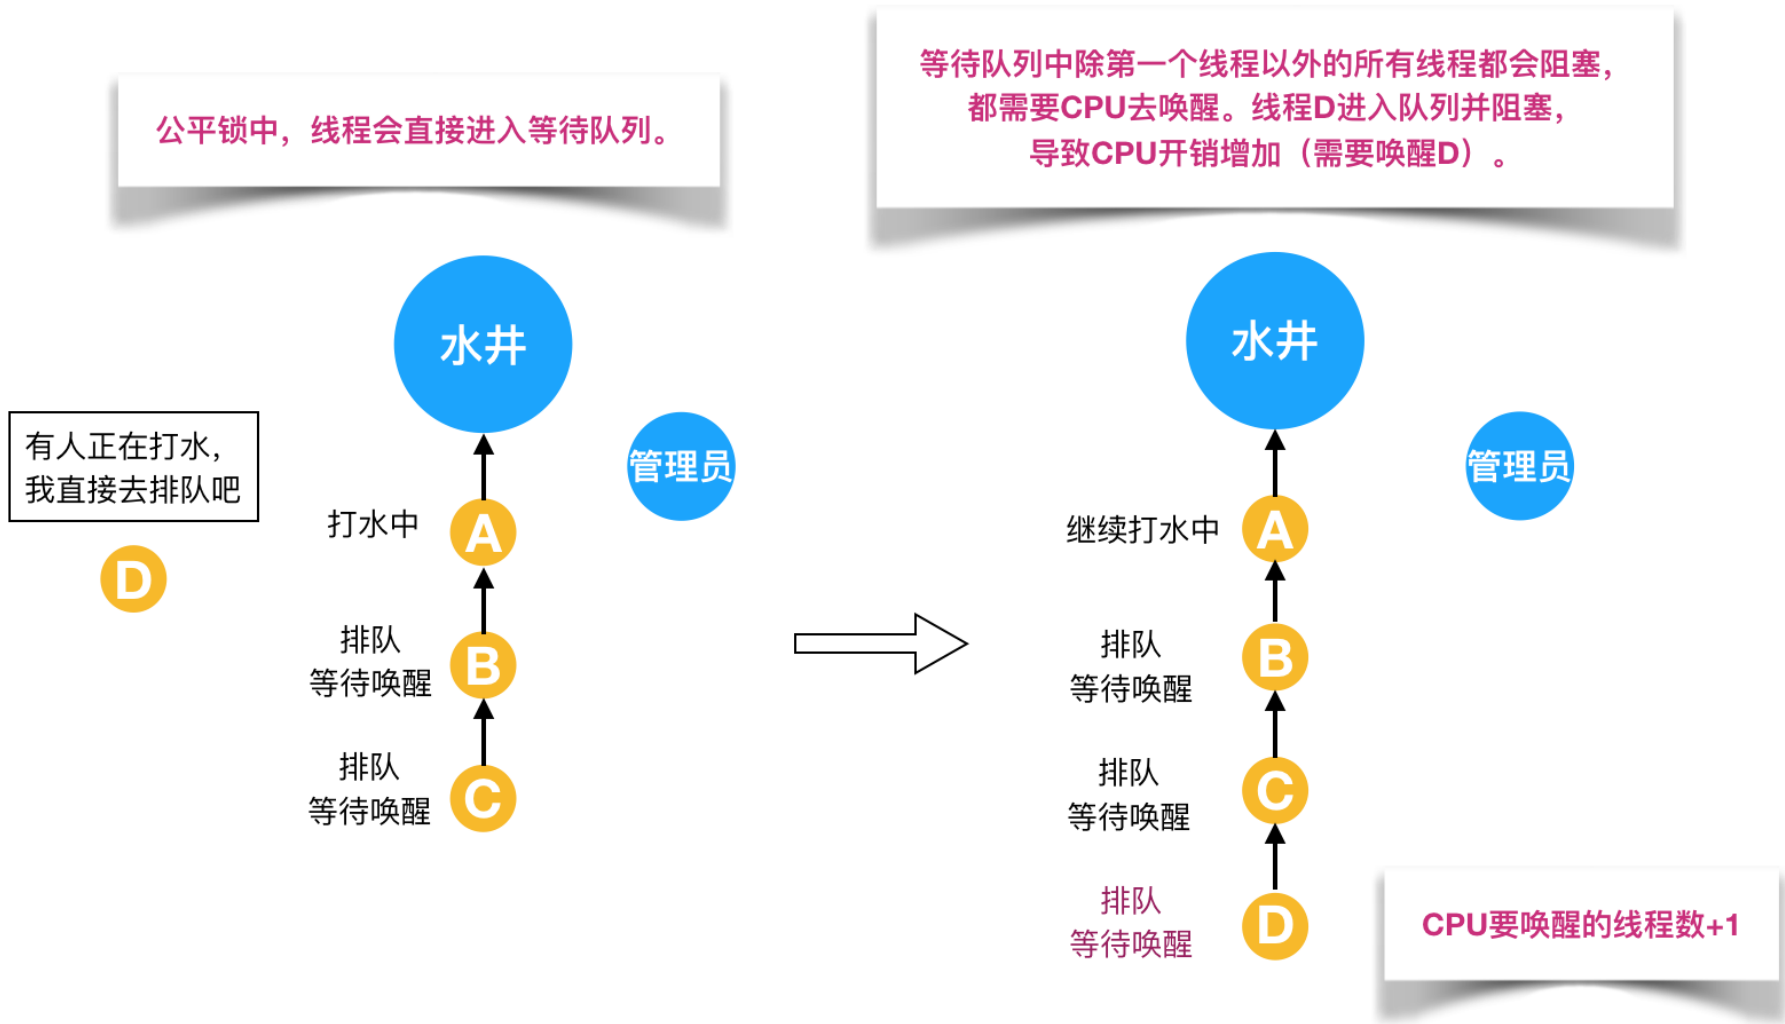 公平锁中，线程会直接进入等待队列。
等待队列中除第一个线程以外的所有线程都会阻塞，
都需要CPU去唤醒。线程D进入队列并阻塞，
导致CPU开销增加（需要唤醒D）。
水井
管理员
有人正在打水，
我直接去排队吧
D
打水中
A
排队
等待唤醒
B
排队
等待唤醒
C
水井
管理员
继续打水中
A
排队
等待唤醒
B
排队
等待唤醒
C
排队
等待唤醒
D
CPU要唤醒的线程数+1